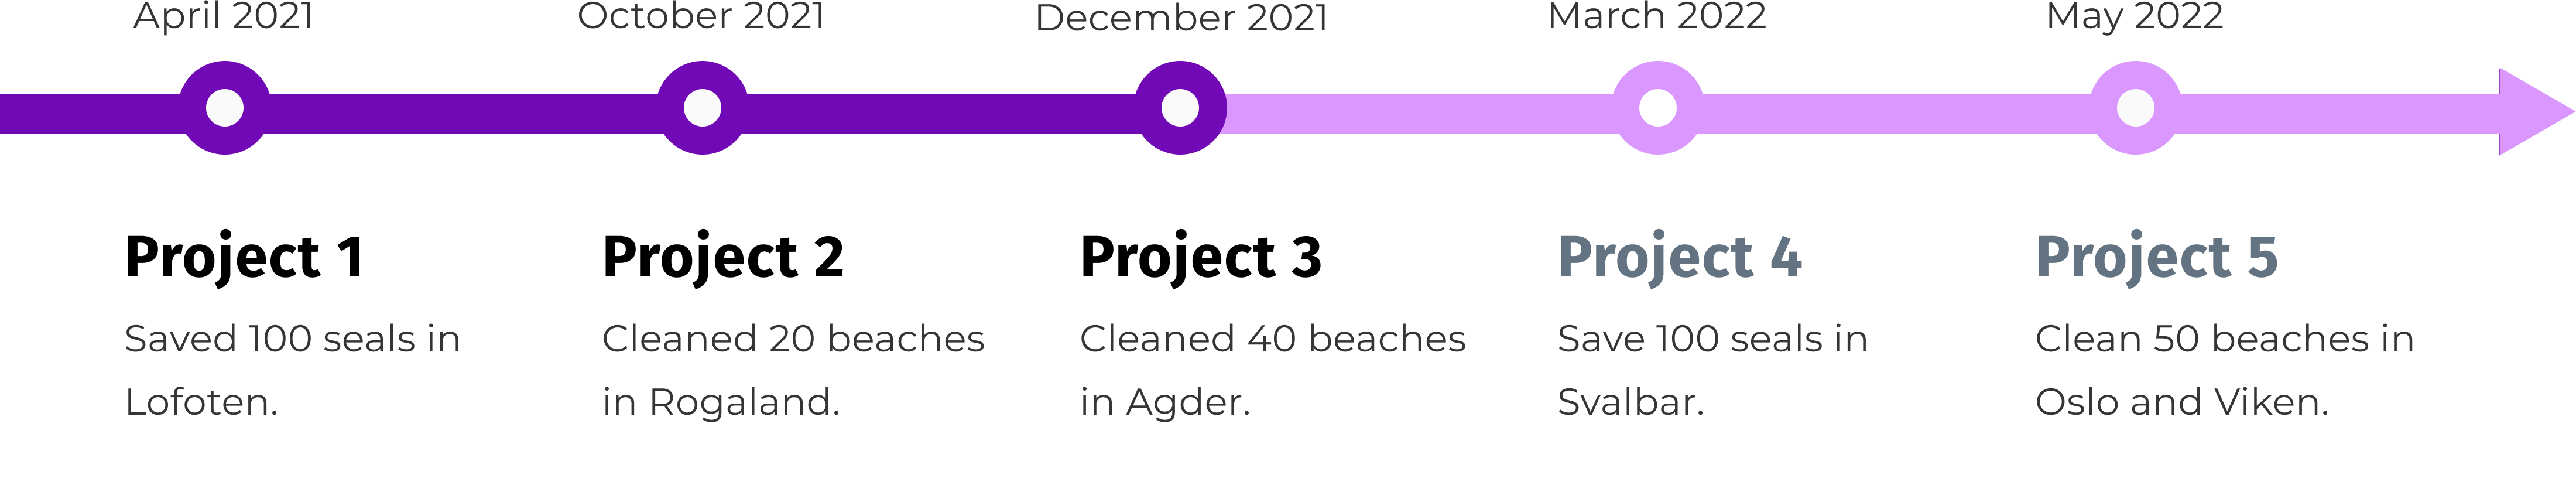 April 2021
October 2021
December 2021
March 2022
May 2022
Project 1
Saved 100 seals in
Lofoten.
Project 2
Cleaned 20 beaches
in Rogaland.
Project 3
Cleaned 40 beaches
in Agder.
Project 4
Save 100 seals in
Svalbar.
Project 5
Clean 50 beaches in
Oslo and Viken.